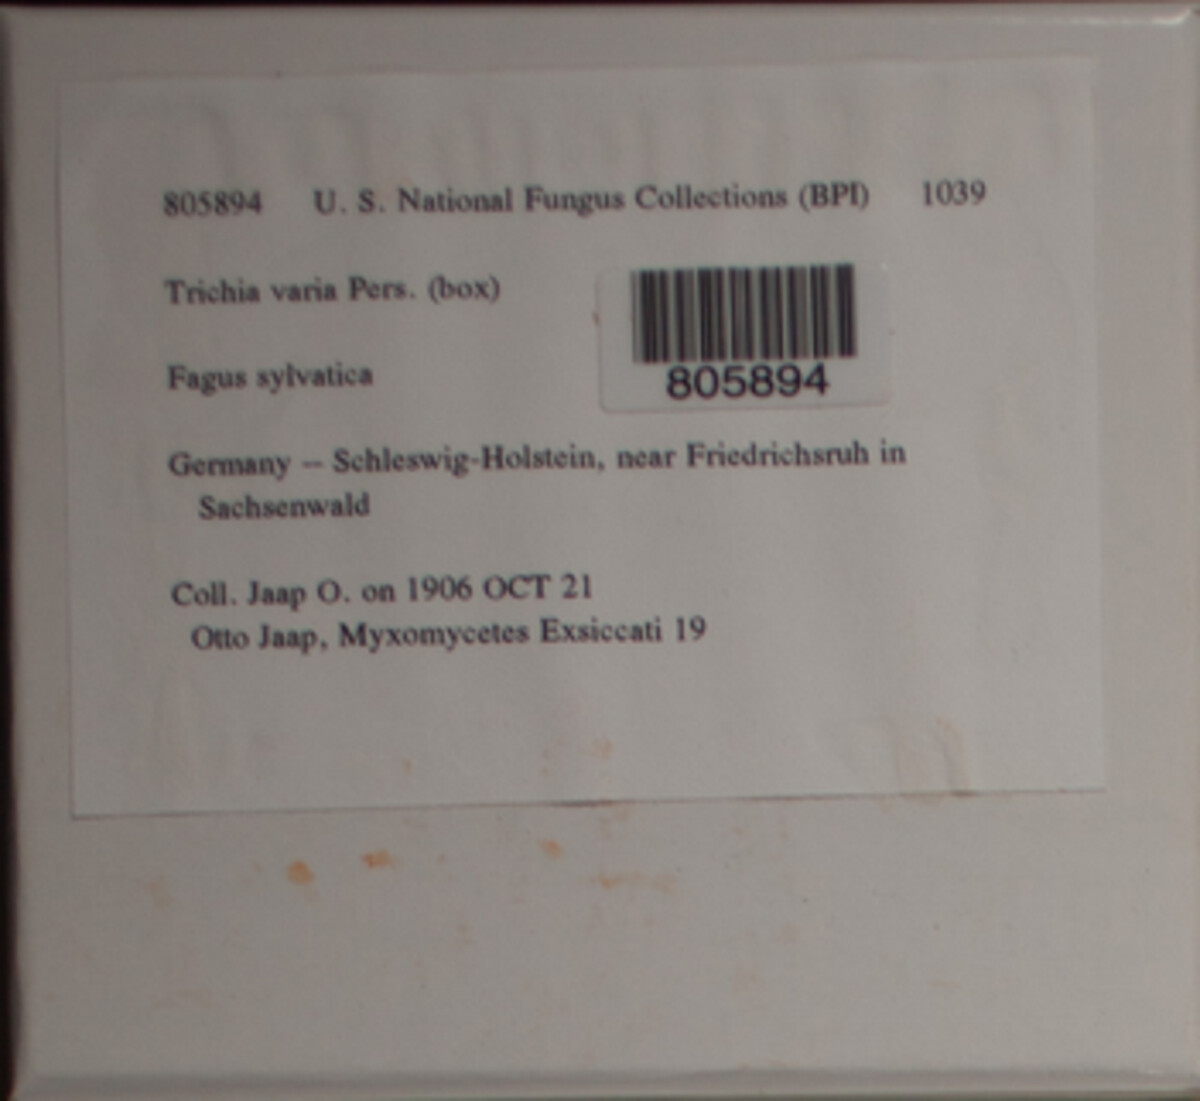 805894 U. S. National Fungus Collections (BPI) 1039
Trichia varia Pers. (box)
805894
Fagus sylvatica
Germany – Schleswig-Holstein, near Friedrichsruh in
Sachsenwald
Coll. Jaap O. on 1906 OCT 21
Otto Jaap, Myxomycetes Exsiccati 19